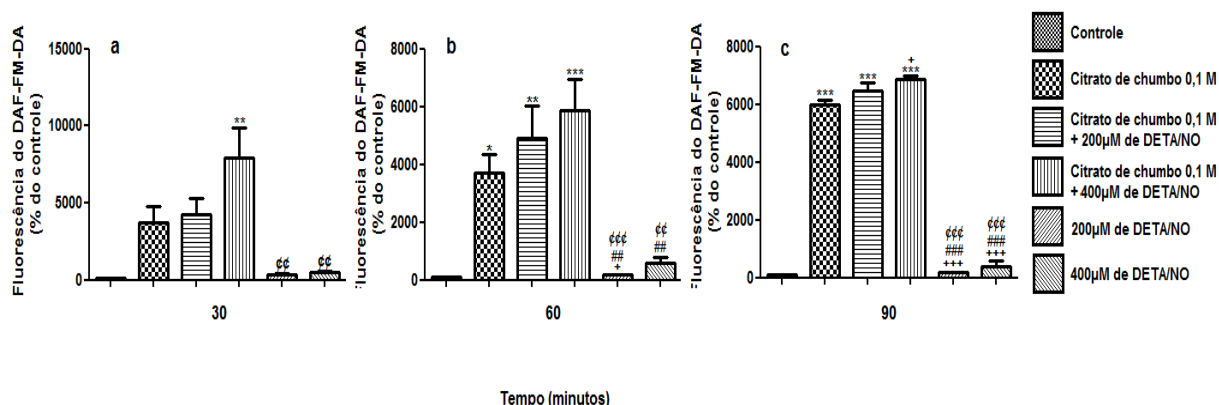 Fluorescência do DAF-FM-DA
(% do controle)
15000
10000
5000
0
a
**
¢¢
¢¢
30
Fluorescência do DAF-FM-DA
(% do controle)
8000
6000
4000
2000
0
b
*
**
***
¢¢¢
##
+
¢¢
##
60
Fluorescência do DAF-FM-DA
(% do controle)
8000
6000
4000
2000
0
c
***
***
+
***
¢¢¢
###
+++
¢¢¢
###
+++
90
Tempo (minutos)
Controle
Citrato de chumbo 0,1 M
Citrato de chumbo 0,1 M
+ 200µM de DETA/NO
Citrato de chumbo 0,1 M
+ 400µM de DETA/NO
200µM de DETA/NO
400µM de DETA/NO